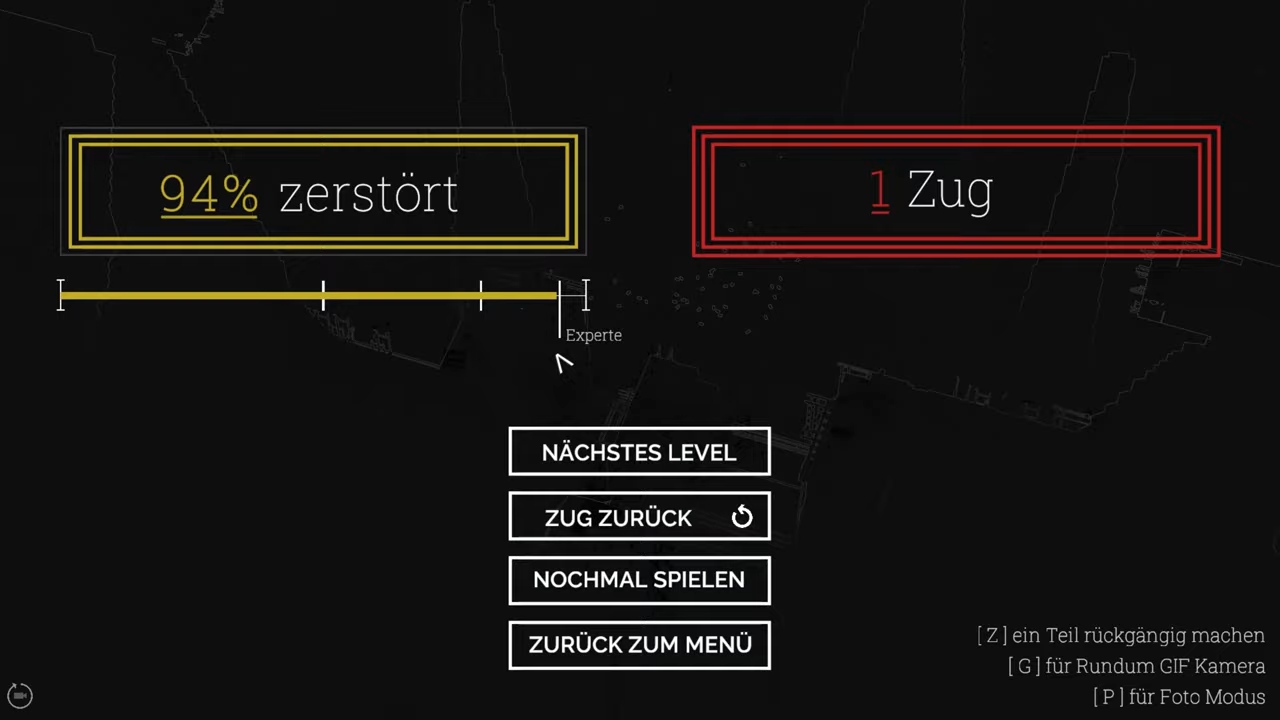 94% zerstört
1 Zug
Experte
NÄCHSTES LEVEL
ZUG ZURÜCK
NOCHMAL SPIELEN
ZURÜCK ZUM MENÜ
[ Z ] ein Teil rückgängig machen
[ G ] für Rundum GIF Kamera
[ P ] für Foto Modus